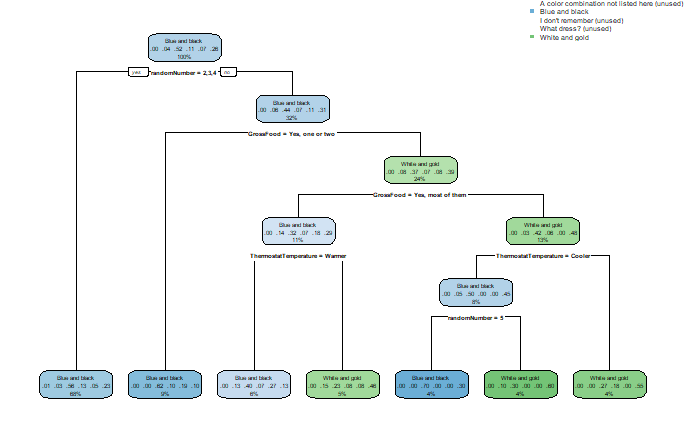 A color combination not listed here (unused)
Blue and black
I don't remember (unused)
What dress? (unused)
White and gold
Blue and black
.00 .04 .52 .11 .07 .26
100%
yes
randomNumber = 2,3,4
no
Blue and black
.00 .06 .44 .07 .11 .31
32%
GrossFood = Yes, one or two
White and gold
.00 .08 .37 .07 .08 .39
24%
GrossFood = Yes, most of them
Blue and black
.00 .14 .32 .07 .18 .29
11%
White and gold
.00 .03 .42 .06 .00 .48
13%
ThermostatTemperature = Warmer
ThermostatTemperature = Cooler
Blue and black
.00 .05 .50 .00 .00 .45
8%
randomNumber = 5
Blue and black
.01 .03 .56 .13 .05 .23
68%
Blue and black
.00 .00 .62 .10 .19 .10
9%
Blue and black
.00 .13 .40 .07 .27 .13
6%
White and gold
.00 .15 .23 .08 .08 .46
5%
Blue and black
.00 .00 .70 .00 .00 .30
4%
White and gold
.00 .10 .30 .00 .00 .60
4%
White and gold
.00 .00 .27 .18 .00 .55
4%